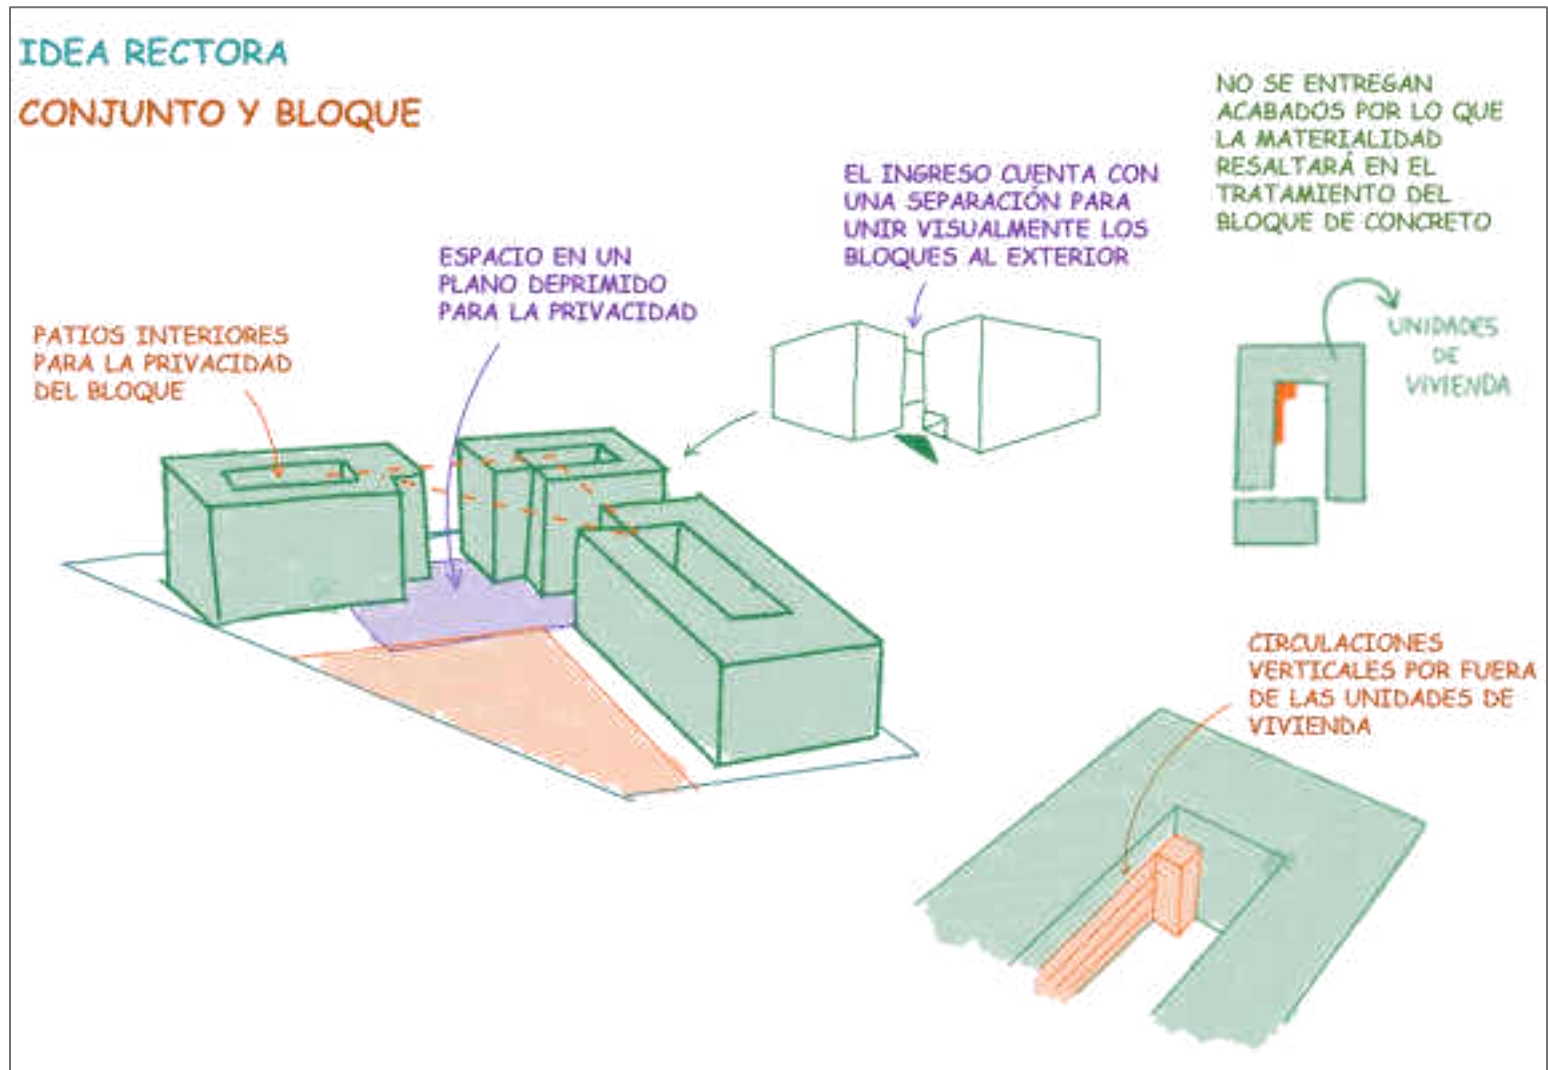 IDEA RECTORA
CONJUNTO Y BLOQUE
PATIOS INTERIORES
PARA LA PRIVACIDAD
DEL BLOQUE
ESPACIO EN UN
PLANO DEPRIMIDO
PARA LA PRIVACIDAD
EL INGRESO CUENTA CON
UNA SEPARACIÓN PARA
UNIR VISUALMENTE LOS
BLOQUES AL EXTERIOR
NO SE ENTREGAN
ACABADOS POR LO QUE
LA MATERIALIDAD
RESALTARÁ EN EL
TRATAMIENTO DEL
BLOQUE DE CONCRETO
UNIDADES
DE
VIVIENDA
CIRCULACIONES
VERTICALES POR FUERA
DE LAS UNIDADES DE
VIVIENDA